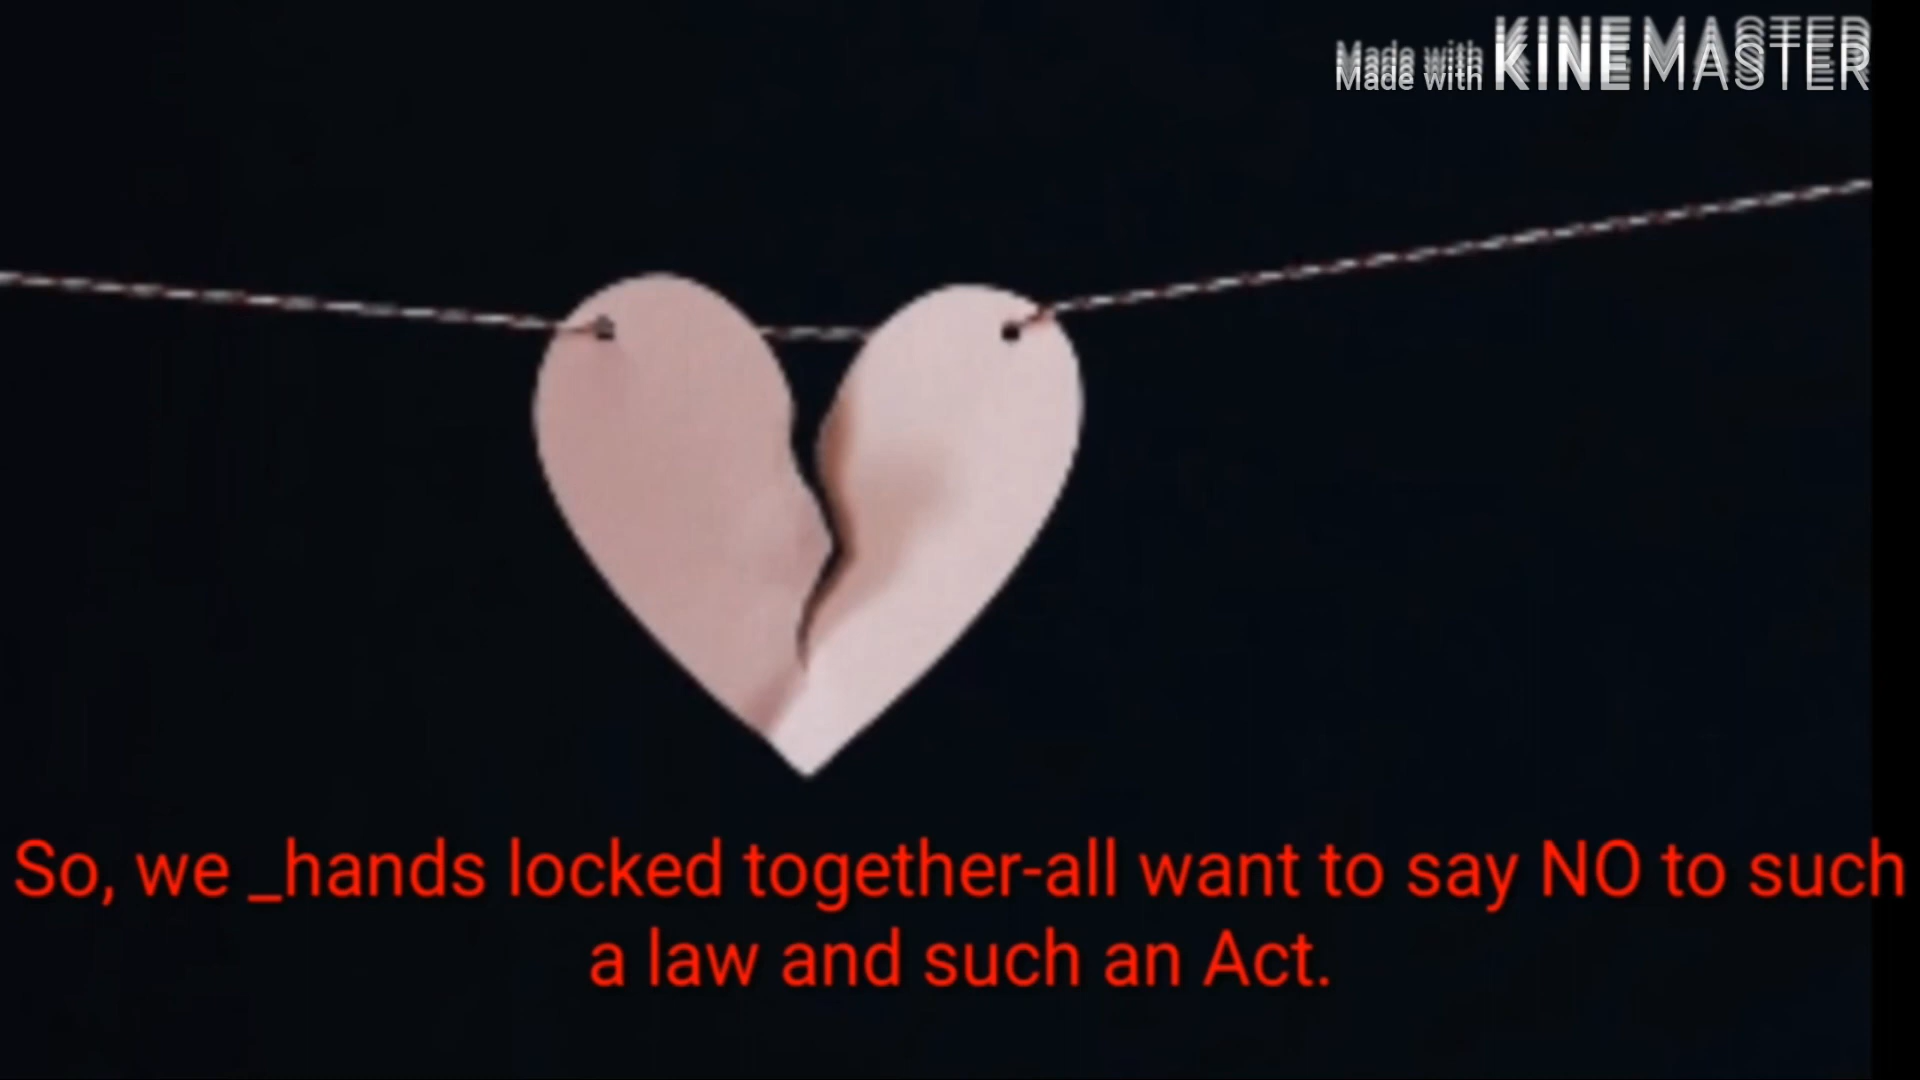 Made with KINEMASTER
So, we _hands locked together-all want to say NO to such
a law and such an Act.